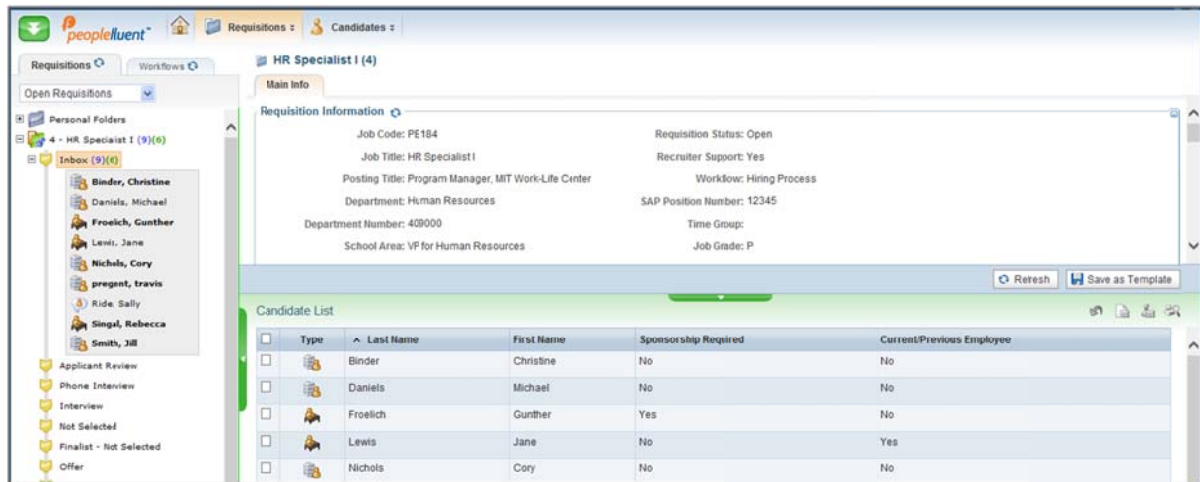 peoplefluent™ Requisitions Candidates
Requisitions Workflows
Open Requisitions
Personal Folders
4 - HR Specialist I (9)(6)
Inbox (9)(6)
Binder, Christine
Daniels, Michael
Froelich, Gunther
Lewis, Jane
Nichols, Cory
pregent, travis
Ride, Sally
Singal, Rebecca
Smith, Jill
Applicant Review
Phone Interview
Interview
Not Selected
Finalist - Not Selected
Offer
HR Specialist I (4)
Main Info
Requisition Information
Job Code: PE184 Requisition Status: Open
Job Title: HR Specialist I Recruiter Support: Yes
Posting Title: Program Manager, MIT Work-Life Center Workflow: Hiring Process
Department: Human Resources SAP Position Number: 12345
Department Number: 409000 Time Group:
School Area: VP for Human Resources Job Grade: P
Refresh Save as Template
Candidate List
Type Last Name First Name Sponsorship Required Current/Previous Employee
Binder Christine No No
Daniels Michael No No
Froelich Gunther Yes No
Lewis Jane No Yes
Nichols Cory No No